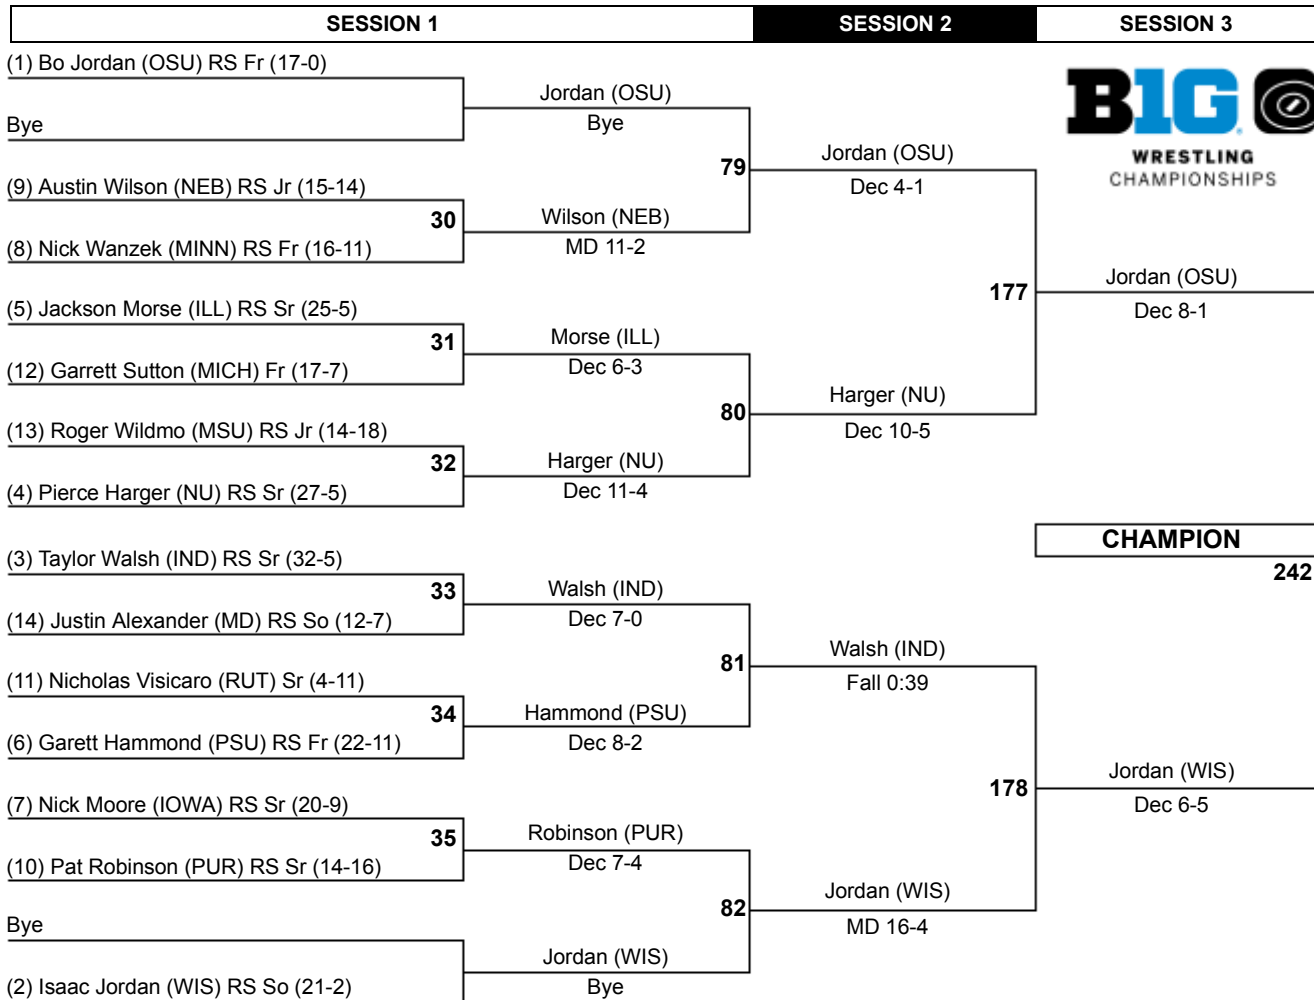 SESSION 1
SESSION 2
SESSION 3
(1) Bo Jordan (OSU) RS Fr (17-0)
Jordan (OSU)
Bye
Bye
79
Jordan (OSU)
Dec 4-1
B1G
WRESTLING
CHAMPIONSHIPS
(9) Austin Wilson (NEB) RS Jr (15-14)
30
Wilson (NEB)
MD 11-2
(8) Nick Wanzek (MINN) RS Fr (16-11)
177
Jordan (OSU)
Dec 8-1
(5) Jackson Morse (ILL) RS Sr (25-5)
31
Morse (ILL)
Dec 6-3
(12) Garrett Sutton (MICH) Fr (17-7)
80
Harger (NU)
Dec 10-5
(13) Roger Wildmo (MSU) RS Jr (14-18)
32
Harger (NU)
Dec 11-4
(4) Pierce Harger (NU) RS Sr (27-5)
CHAMPION
242
(3) Taylor Walsh (IND) RS Sr (32-5)
33
Walsh (IND)
Dec 7-0
(14) Justin Alexander (MD) RS So (12-7)
81
Walsh (IND)
Fall 0:39
(11) Nicholas Visicaro (RUT) Sr (4-11)
34
Hammond (PSU)
Dec 8-2
(6) Garett Hammond (PSU) RS Fr (22-11)
178
Jordan (WIS)
Dec 6-5
(7) Nick Moore (IOWA) RS Sr (20-9)
35
Robinson (PUR)
Dec 7-4
(10) Pat Robinson (PUR) RS Sr (14-16)
82
Jordan (WIS)
MD 16-4
Bye
Jordan (WIS)
Bye
(2) Isaac Jordan (WIS) RS So (21-2)